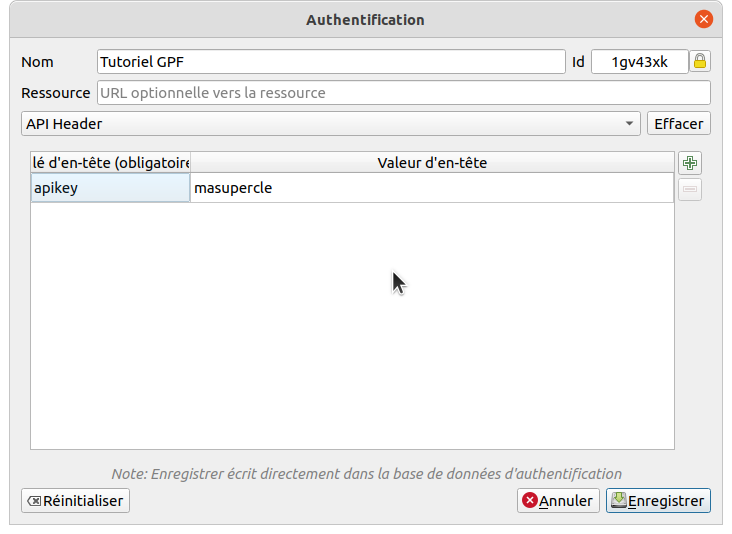 Authentification
Nom Tutoriel GPF Id 1gv43xk
Ressource URL optionnelle vers la ressource
API Header Effacer
lé d'en-tête (obligatoire Valeur d'en-tête
apikey masupercle
Note: Enregistrer écrit directement dans la base de données d'authentification
Réinitialiser Annuler Enregistrer